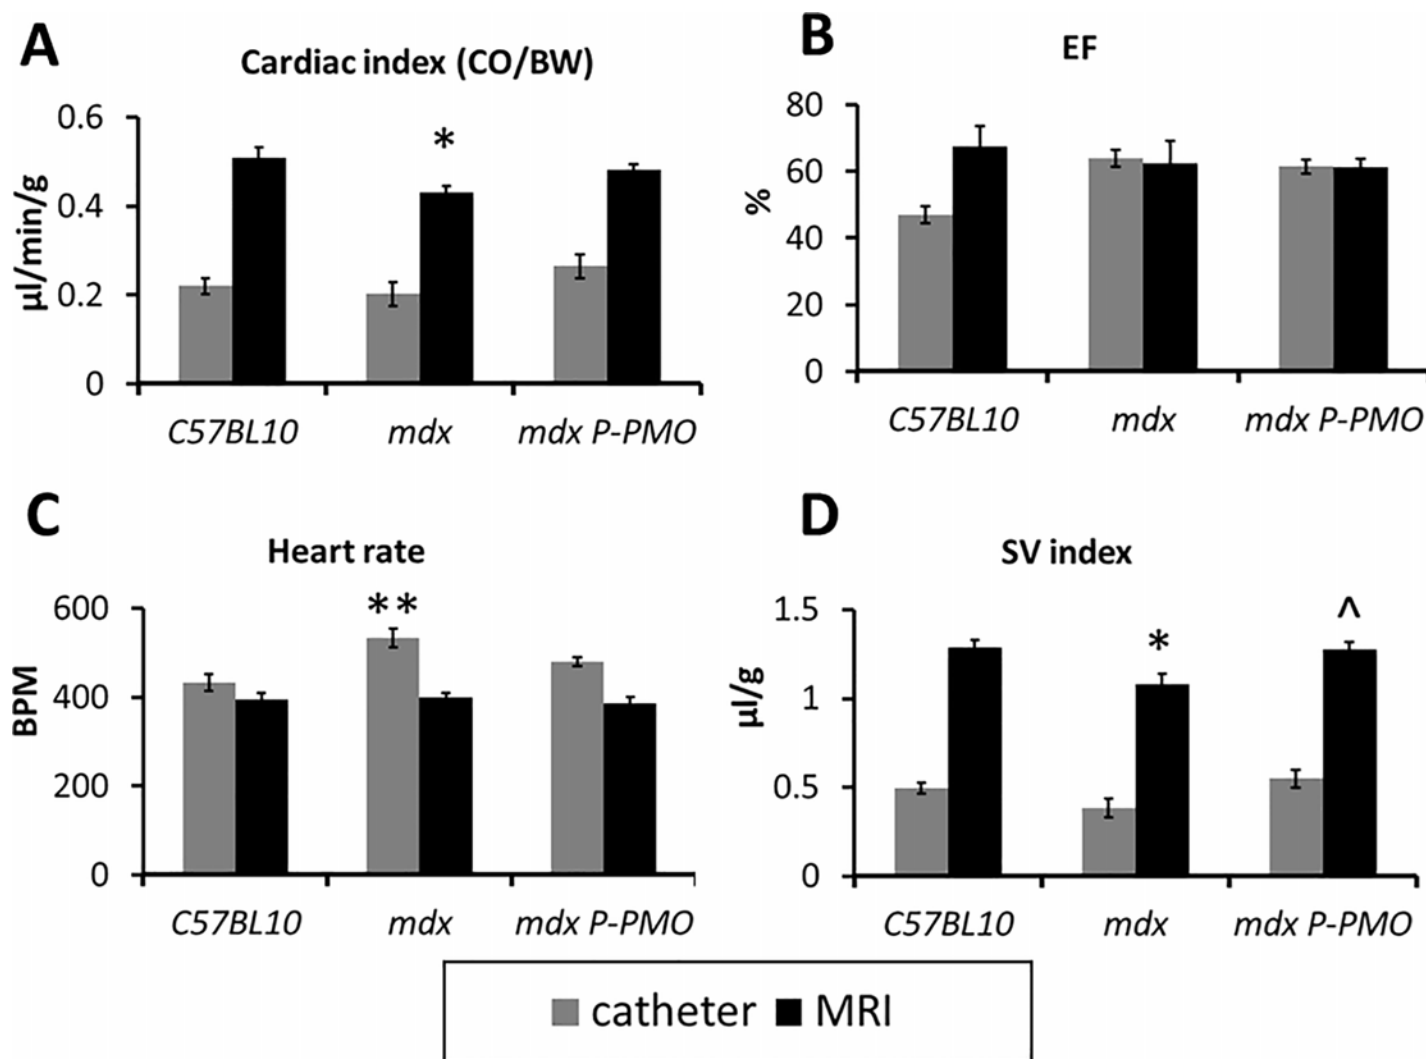 A
Cardiac index (CO/BW)
0.6
*
0.4
0.2
0
µl/min/g
C57BL10 mdx mdx P-PMO
B
EF
80
60
40
20
0
%
C57BL10 mdx mdx P-PMO
C
Heart rate
600
**
400
200
0
BPM
C57BL10 mdx mdx P-PMO
D
SV index
1.5
^
*
1
0.5
0
µl/g
C57BL10 mdx mdx P-PMO
catheter MRI